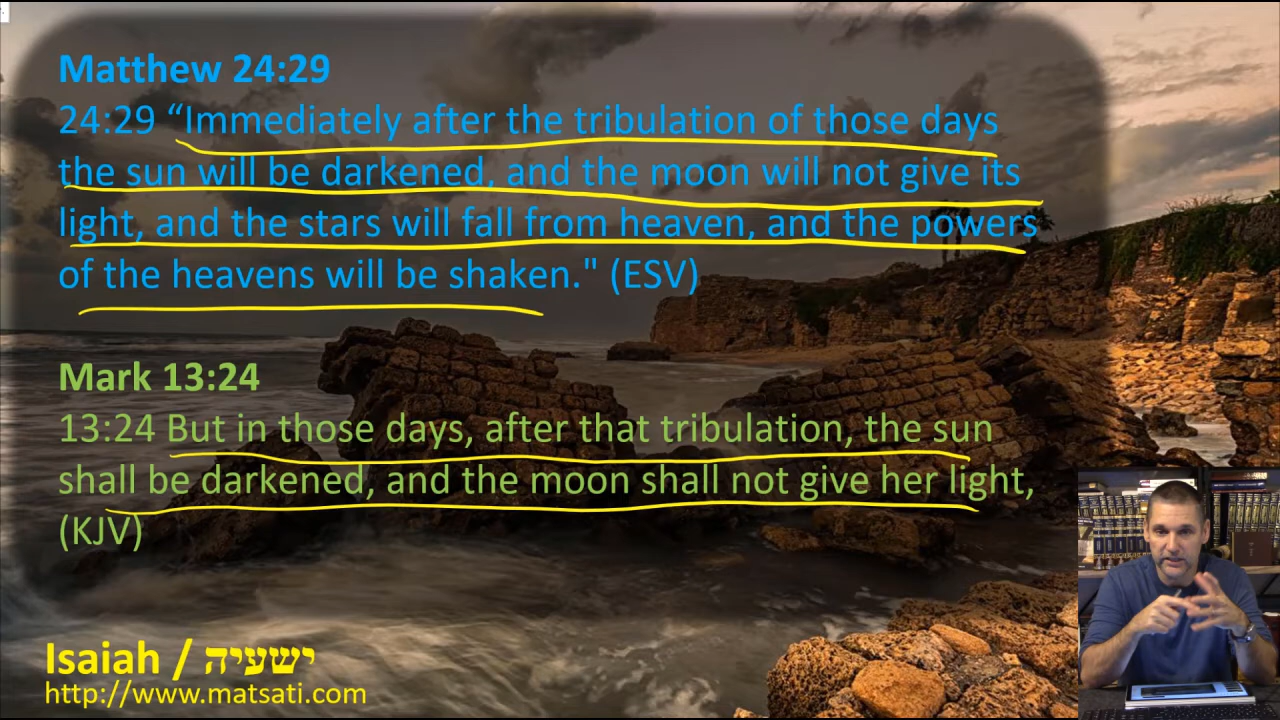 Matthew 24:29
24:29 “Immediately after the tribulation of those days
the sun will be darkened, and the moon will not give its
light, and the stars will fall from heaven, and the powers
of the heavens will be shaken." (ESV)
Mark 13:24
13:24 But in those days, after that tribulation, the sun
shall be darkened, and the moon shall not give her light,
(KJV)
Isaiah / ישעיה
http://www.matsati.com